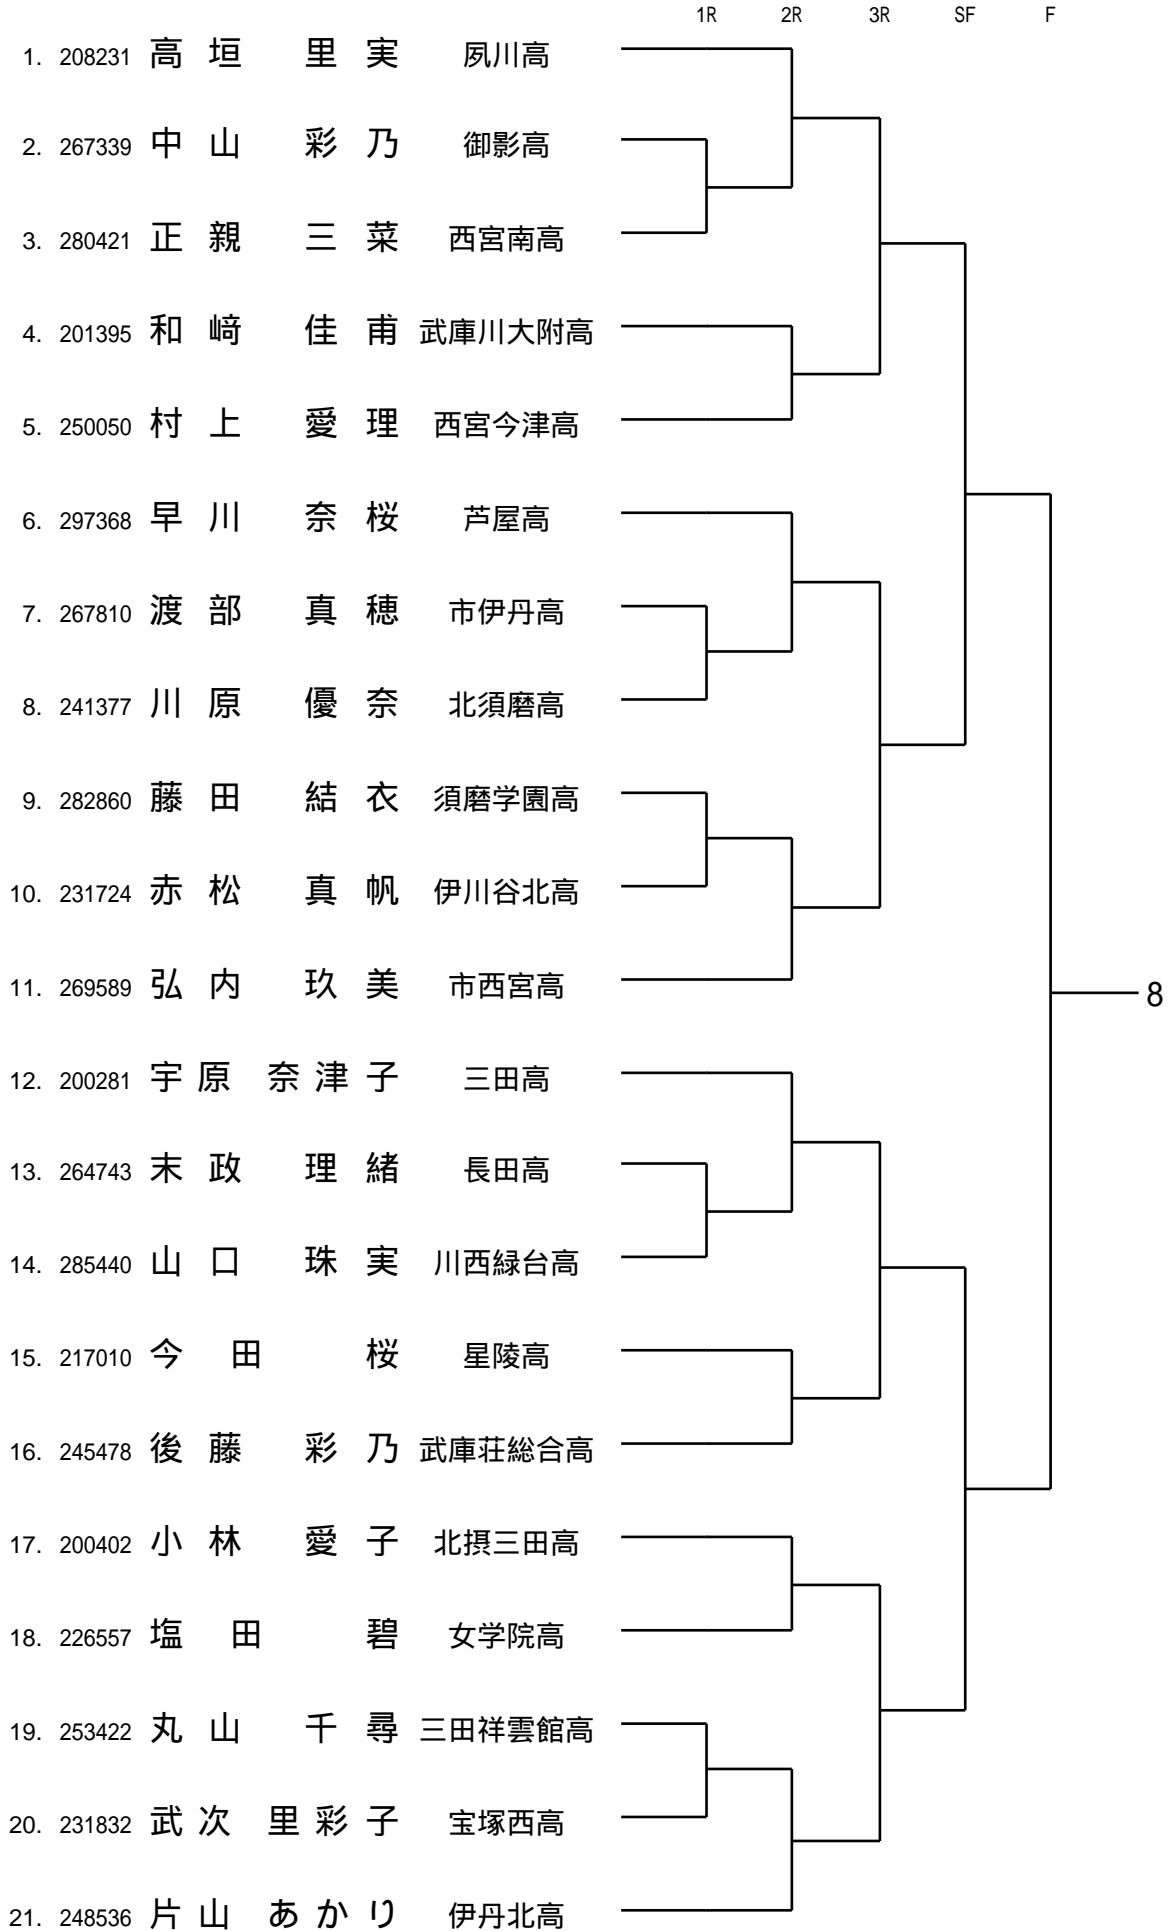 1R 2R 3R SF F
1. 208231 高垣 里実 夙川高
2. 267339 中山 彩乃 御影高
3. 280421 正親 三菜 西宮南高
4. 201395 和﨑 佳甫 武庫川大附高
5. 250050 村上 愛理 西宮今津高
6. 297368 早川 奈桜 芦屋高
7. 267810 渡部 真穂 市伊丹高
8. 241377 川原 優奈 北須磨高
9. 282860 藤田 結衣 須磨学園高
10. 231724 赤松 真帆 伊川谷北高
11. 269589 弘内 玖美 市西宮高
8
12. 200281 宇原 奈津子 三田高
13. 264743 末政 理緒 長田高
14. 285440 山口 珠実 川西緑台高
15. 217010 今田 桜 星陵高
16. 245478 後藤 彩乃 武庫荘総合高
17. 200402 小林 愛子 北摂三田高
18. 226557 塩田 碧 女学院高
19. 253422 丸山 千尋 三田祥雲館高
20. 231832 武次 里彩子 宝塚西高
21. 248536 片山 あかり 伊丹北高